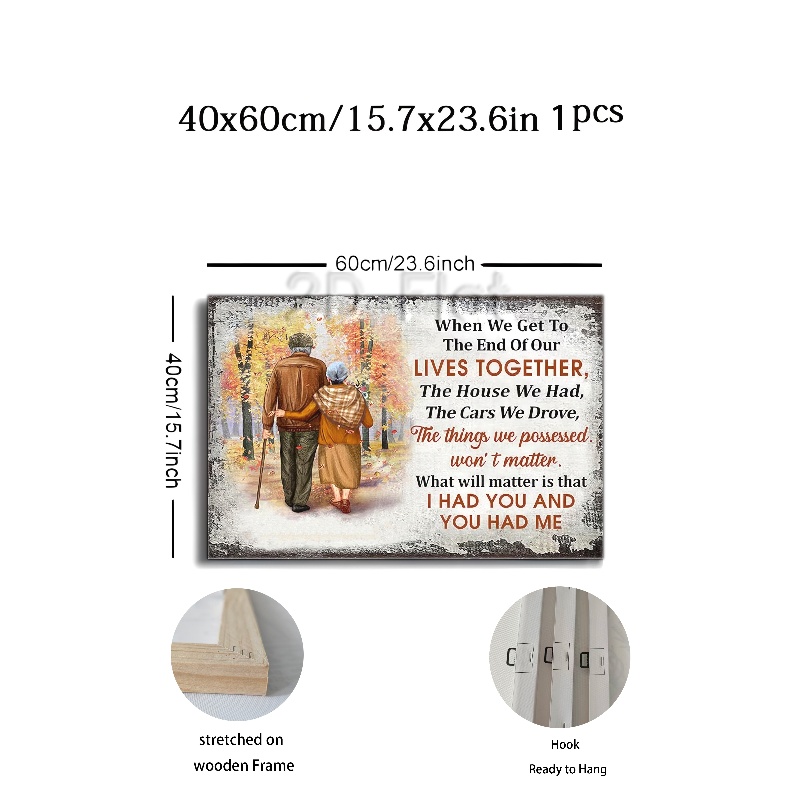 40x60cm/15.7x23.6in 1pcs
60cm/23.6inch
2D Flat
40cm/15.7inch
When We Get To
The End Of Our
LIVES TOGETHER,
The House We Had,
The Cars We Drove,
The things we possessed.
won't matter.
What will matter is that
I HAD YOU AND
YOU HAD ME
stretched on
wooden Frame
Hook
Ready to Hang